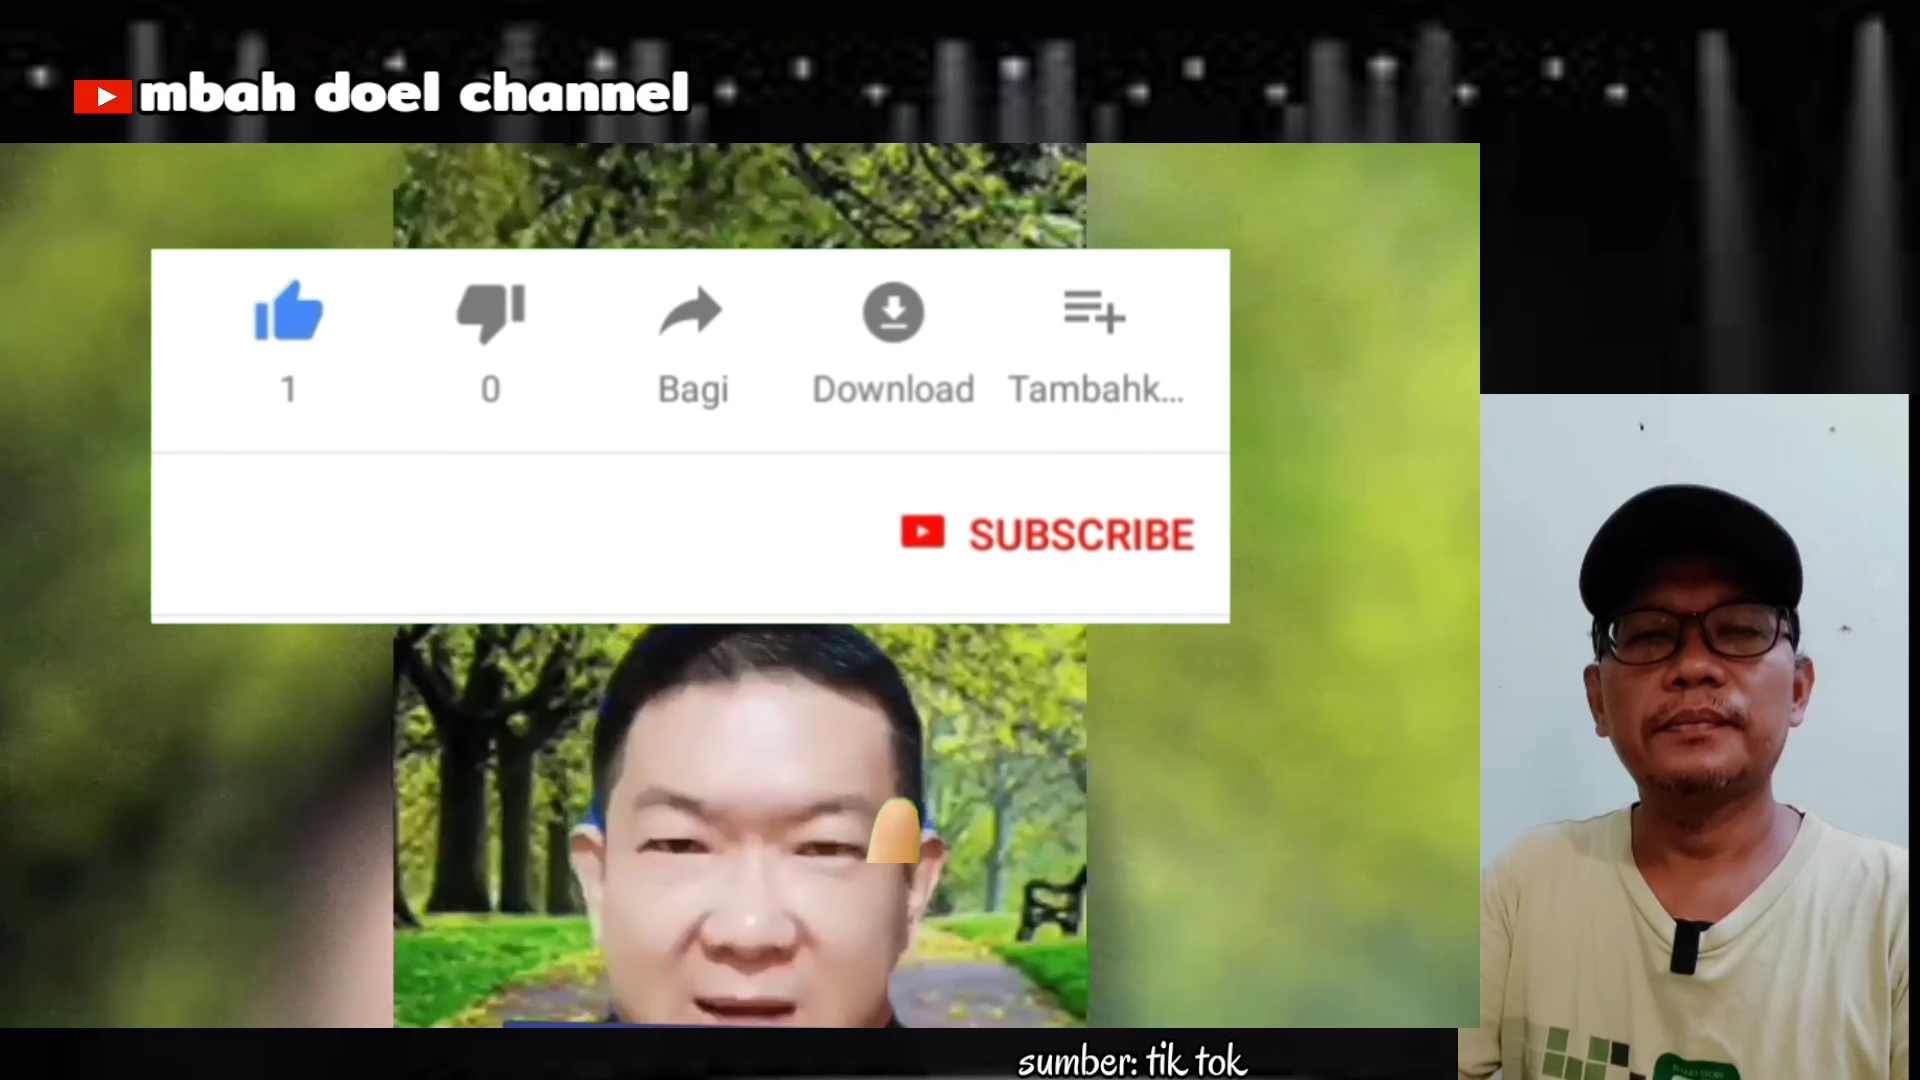 mbah doel channel
1
0
Bagi
Download
Tambahk...
SUBSCRIBE
sumber: tik tok